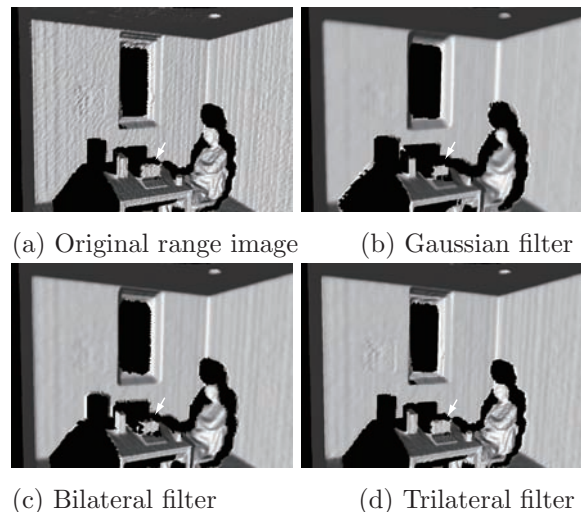 (a) Original range image
(b) Gaussian filter
(c) Bilateral filter
(d) Trilateral filter